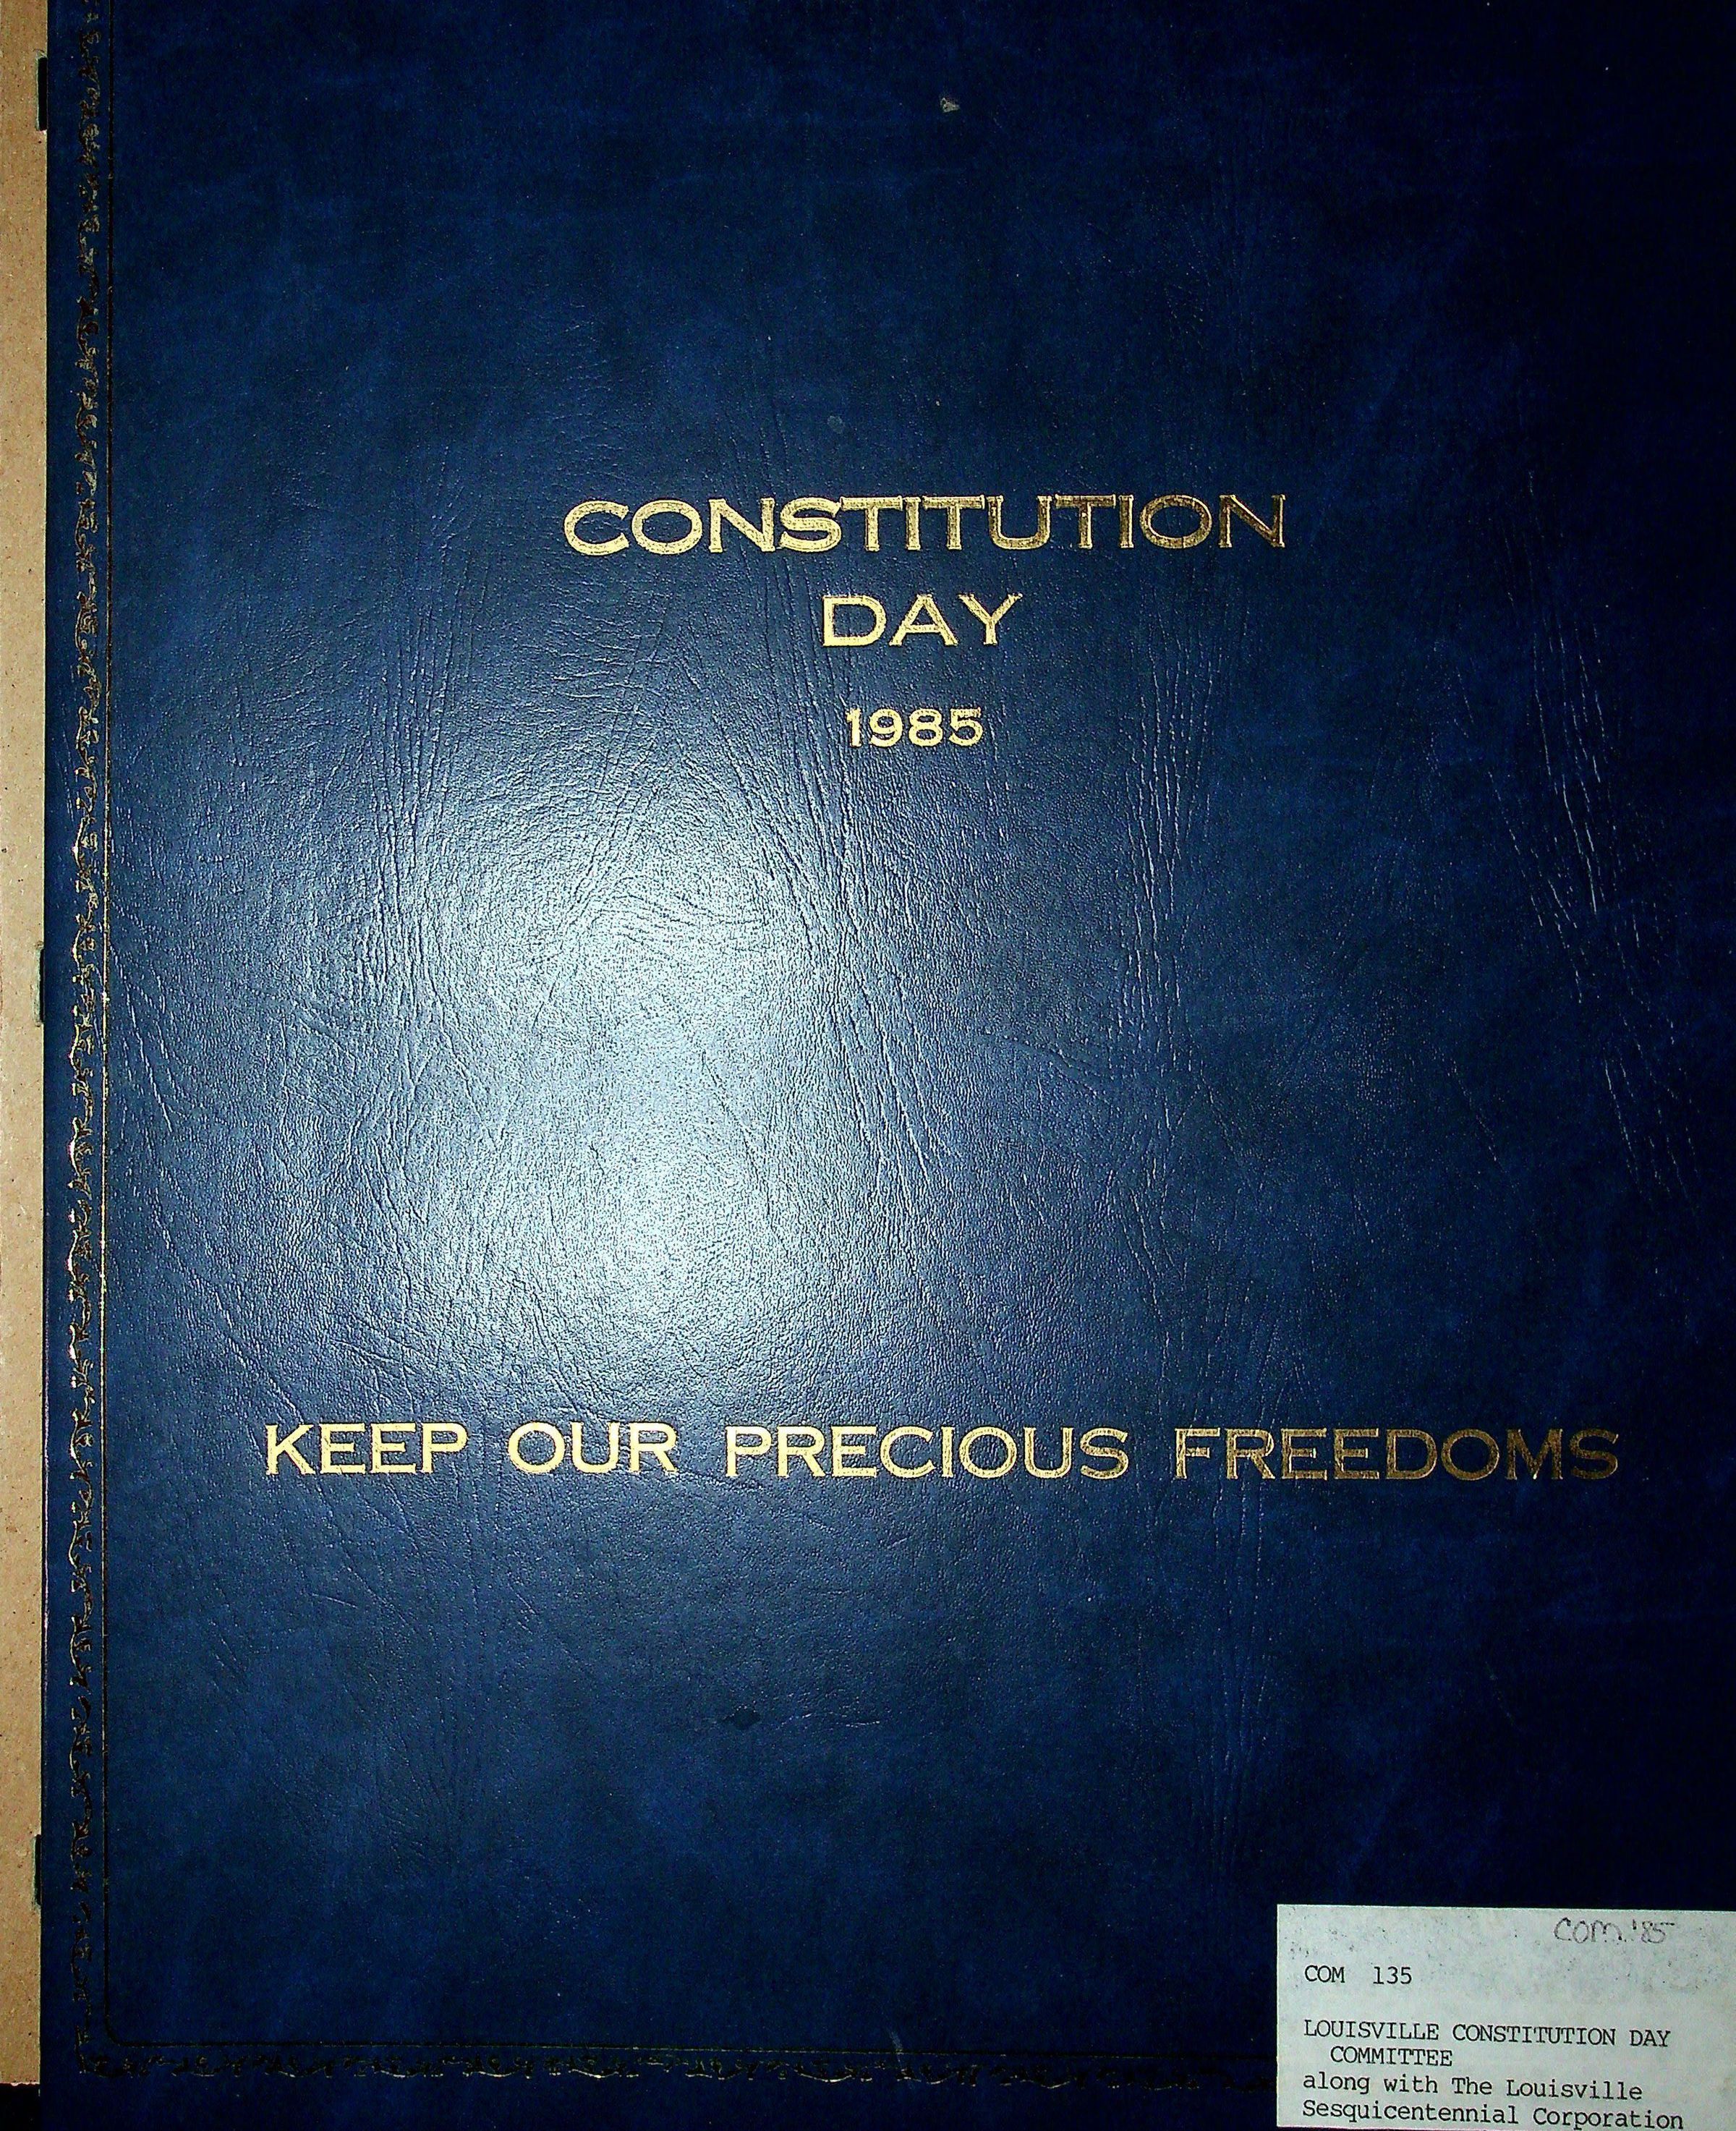 CONSTITUTION
DAY
1985
KEEP OUR PRECIOUS FREEDOMS
COM '85
COM 135
LOUISVILLE CONSTITUTION DAY
COMMITTEE
along with The Louisville
Sesquicentennial Corporation